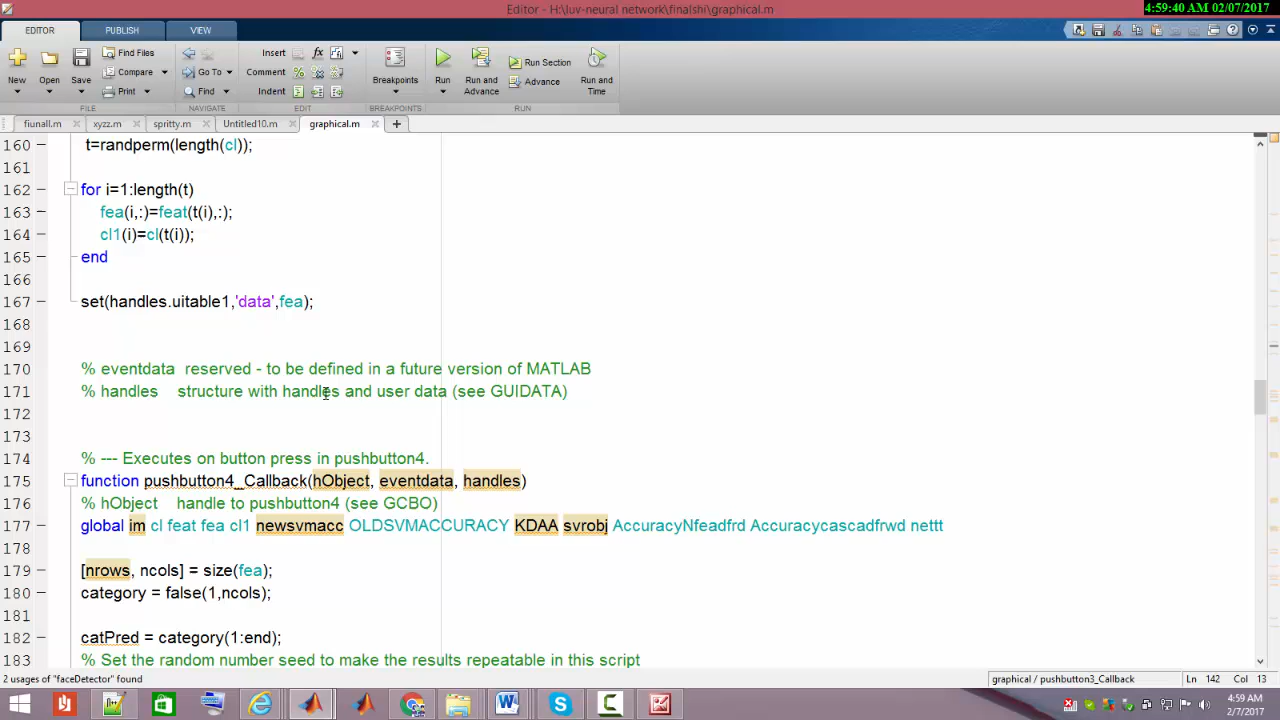 Editor - H:\luv-neural network\finalshi\graphical.m
4:59:40 AM 02/07/2017
EDITOR PUBLISH VIEW
New Open Save Find Files Compare Print
Insert Comment Indent
Go To Find
Breakpoints
Run Run and Advance Run Section Advance Run and Time
FILE NAVIGATE EDIT BREAKPOINTS RUN
fiunall.m xyzz.m spritty.m Untitled10.m graphical.m
160 t=randperm(length(cl));
161
162 for i=1:length(t)
163 fea(i,:)=feat(t(i),:);
164 cl1(i)=cl(t(i));
165 end
166
167 set(handles.uitable1,'data',fea);
168
169
170 % eventdata  reserved - to be defined in a future version of MATLAB
171 % handles    structure with handles and user data (see GUIDATA)
172
173
174 % --- Executes on button press in pushbutton4.
175 function pushbutton4_Callback(hObject, eventdata, handles)
176 % hObject    handle to pushbutton4 (see GCBO)
177 global im cl feat fea cl1 newsvmacc OLDSVMACCURACY KDAA svrobj AccuracyNfeadfrd Accuracycascadfrwd nettt
178
179 [nrows, ncols] = size(fea);
180 category = false(1,ncols);
181
182 catPred = category(1:end);
183 % Set the random number seed to make the results repeatable in this script
2 usages of "faceDetector" found
graphical / pushbutton3_Callback
Ln 142 Col 13
4:59 AM
2/7/2017